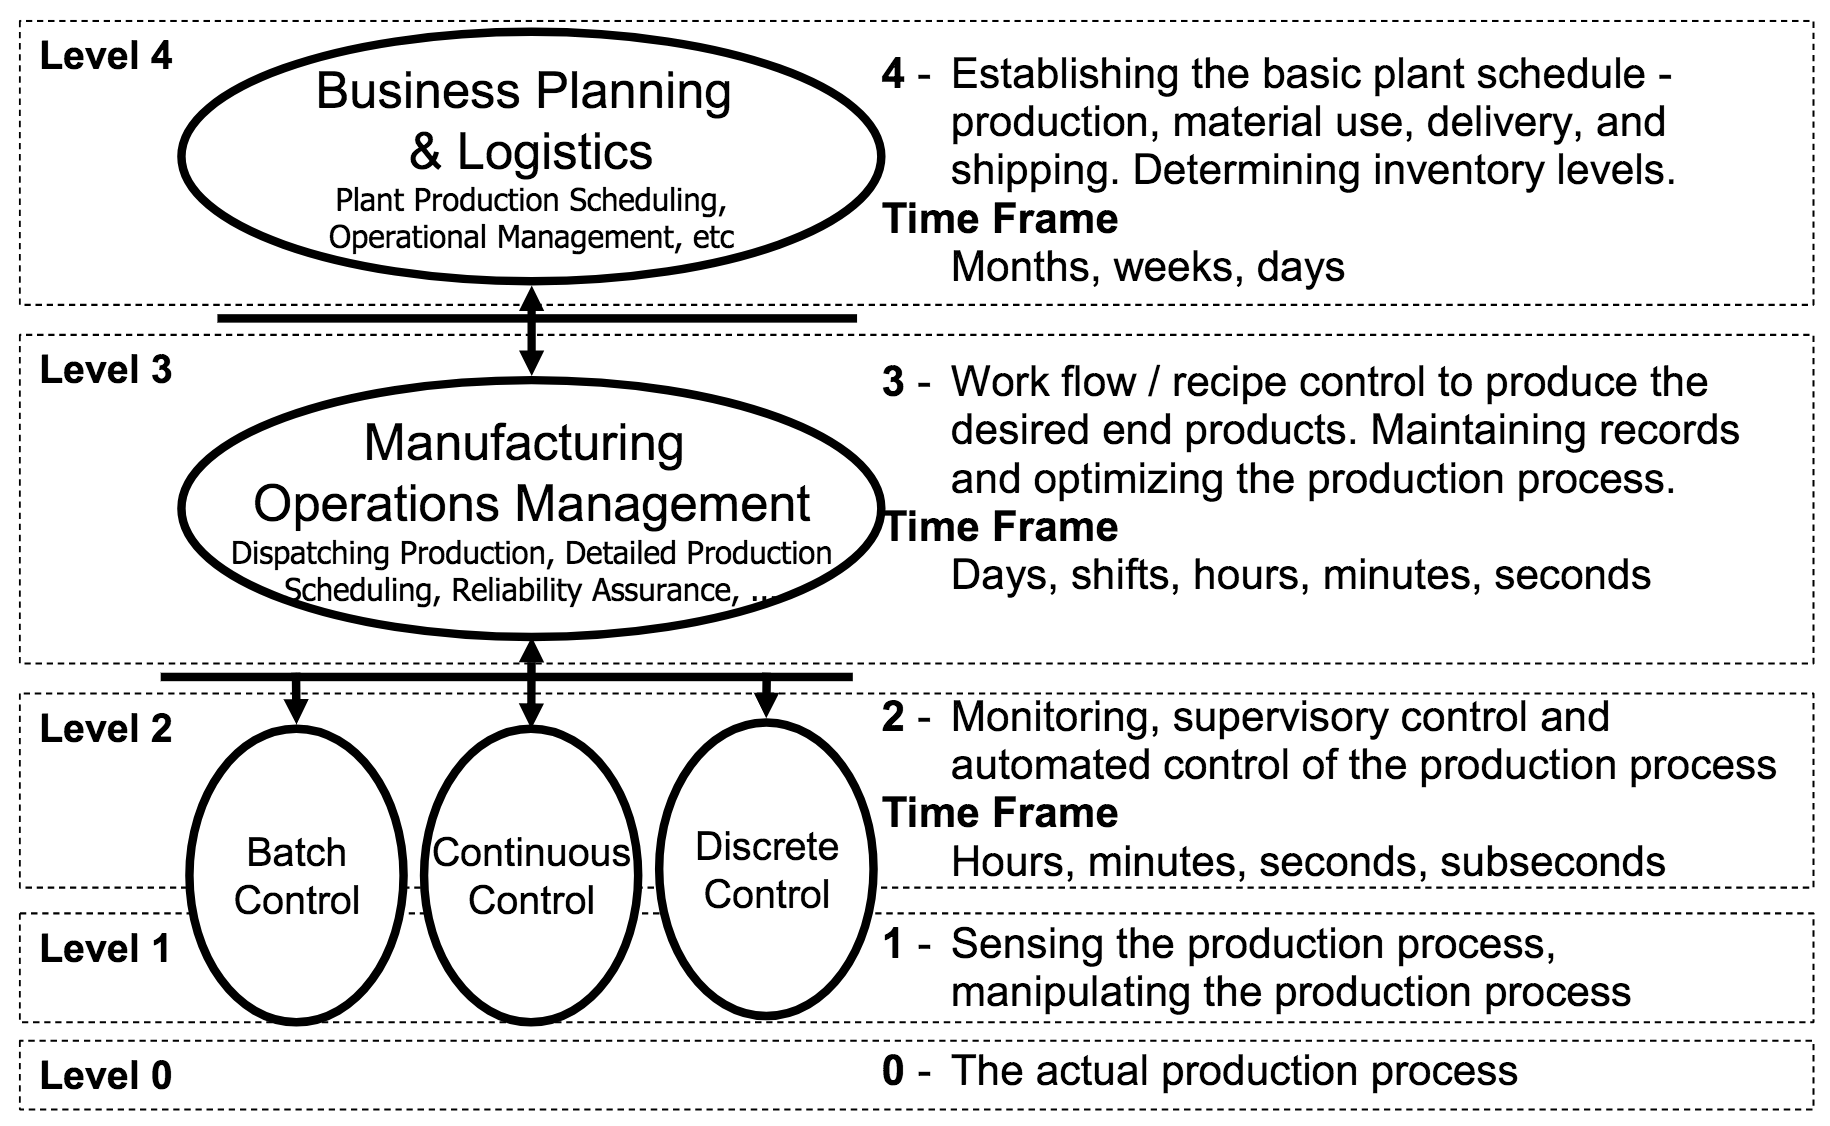 Level 4
Business Planning
& Logistics
Plant Production Scheduling,
Operational Management, etc
4 - Establishing the basic plant schedule -
production, material use, delivery, and
shipping. Determining inventory levels.
Time Frame
Months, weeks, days
Level 3
Manufacturing
Operations Management
Dispatching Production, Detailed Production
Scheduling, Reliability Assurance, ...
3 - Work flow / recipe control to produce the
desired end products. Maintaining records
and optimizing the production process.
Time Frame
Days, shifts, hours, minutes, seconds
Level 2
Batch
Control
Continuous
Control
Discrete
Control
2 - Monitoring, supervisory control and
automated control of the production process
Time Frame
Hours, minutes, seconds, subseconds
Level 1
1 - Sensing the production process,
manipulating the production process
Level 0
0 - The actual production process